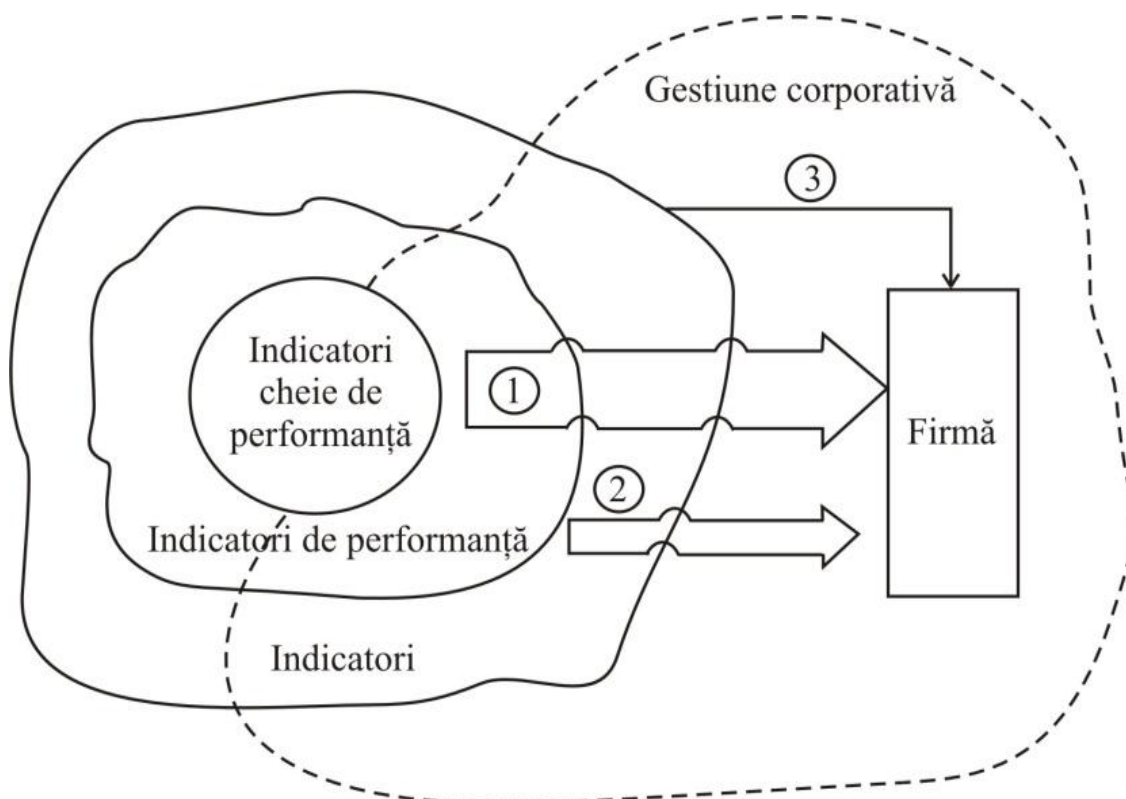 Gestiune corporativă
3
Indicatori
cheie de
performanță
1
Firmă
2
Indicatori de performanță
Indicatori